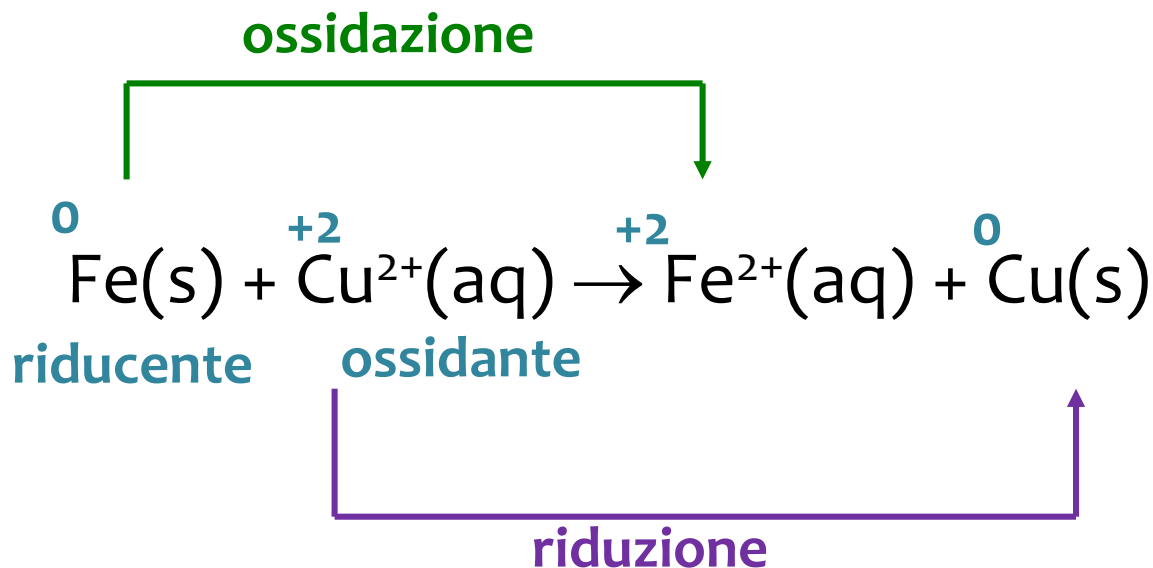 ossidazione
0 +2 +2 0
Fe(s) + Cu²⁺(aq) → Fe²⁺(aq) + Cu(s)
riducente ossidante
riduzione